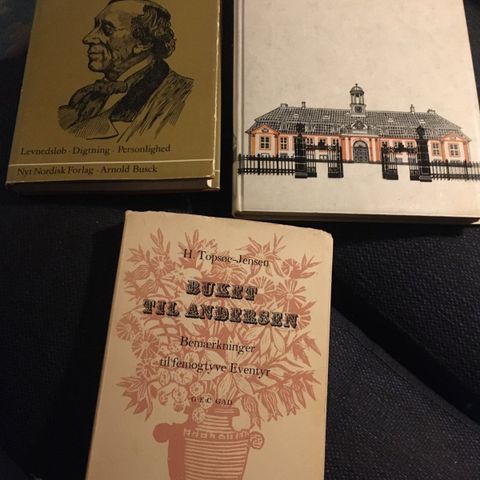 Levnedsløb · Digtning · Personlighed
Nyt Nordisk Forlag · Arnold Busck
H. Topsøe-Jensen
BUKET
TIL ANDERSEN
Bemærkninger
til femogtyve Eventyr
G·E·C GAD